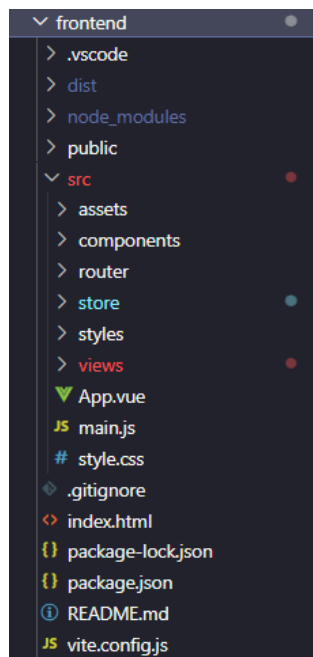 frontend
.vscode
dist
node_modules
public
src
assets
components
router
store
styles
views
App.vue
JS main.js
# style.css
.gitignore
<> index.html
{} package-lock.json
{} package.json
README.md
JS vite.config.js